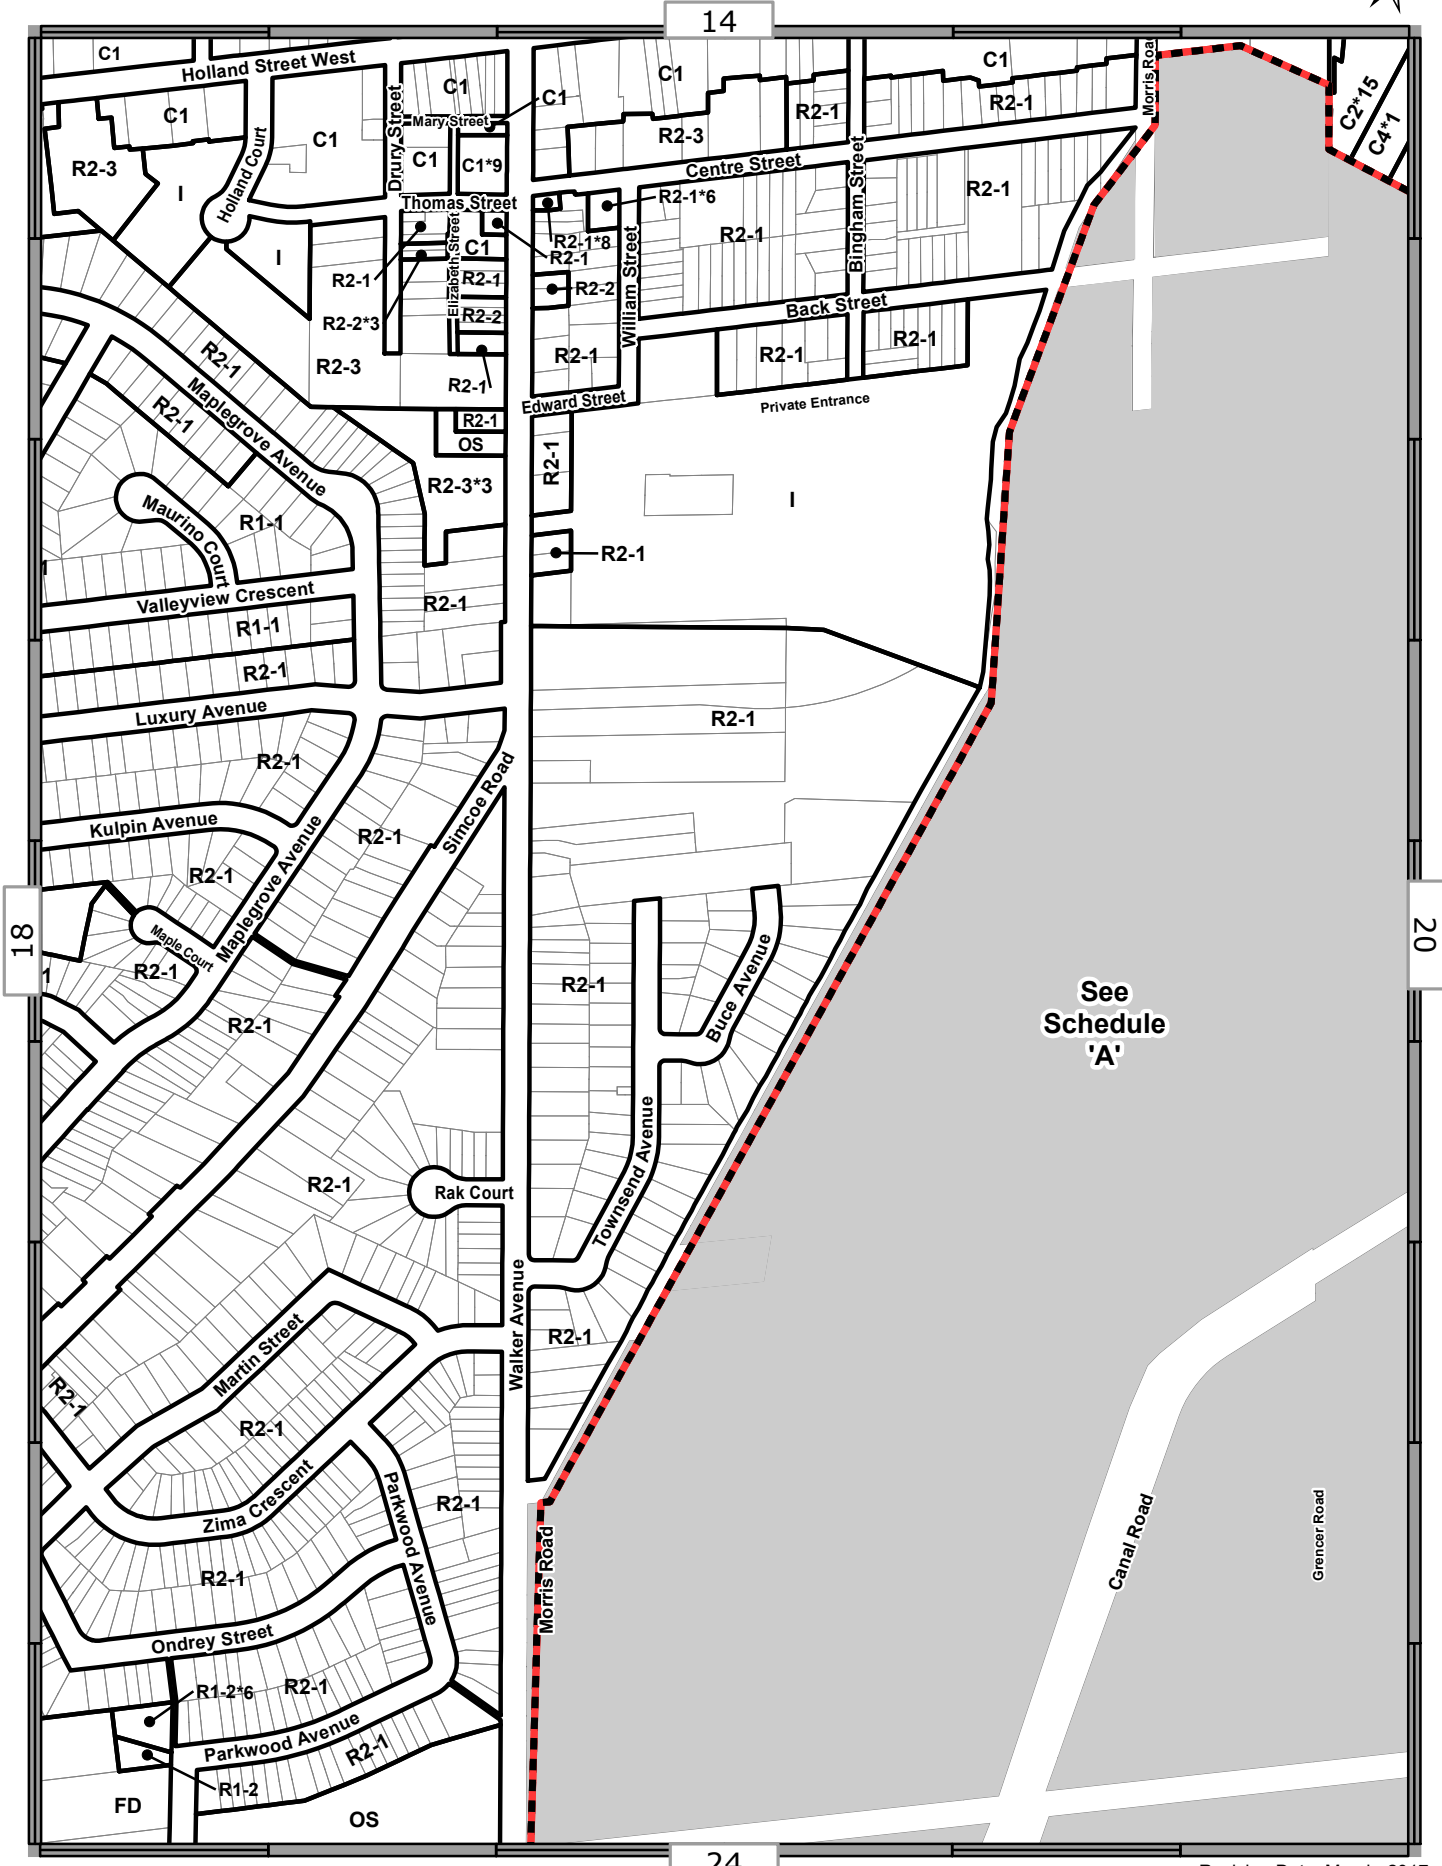 14
C1
Holland Street West
C1
C1
C1
C1
Morris Road
C2*15
C4*1
C1
C1
Mary Street
R2-1
R2-1
R2-3
R2-3
I
Holland Court
Drury Street
C1
C1*9
Centre Street
Bingham Street
R2-1
Thomas Street
R2-1*6
R2-1
I
Elizabeth Street
C1
R2-1*8
R2-1
William Street
R2-1
R2-1
R2-2
R2-2*3
R2-2
Back Street
R2-1
R2-1
R2-1
R2-1
R2-3
R2-1
Maplegrove Avenue
Edward Street
Private Entrance
R2-1
R2-1
OS
R2-1
R2-3*3
I
Maurino Court
R1-1
R2-1
1
Valleyview Crescent
R2-1
R1-1
R2-1
Luxury Avenue
R2-1
R2-1
Simcoe Road
Kulpin Avenue
R2-1
Maplegrove Avenue
R2-1
18
20
Maple Court
R2-1
1
R2-1
R2-1
Buce Avenue
See
Schedule
'A'
Townsend Avenue
R2-1
Rak Court
Walker Avenue
R2-1
Martin Street
R2-1
R2-1
Zima Crescent
Parkwood Avenue
R2-1
Morris Road
Canal Road
Grencer Road
R2-1
Ondrey Street
R1-2*6
R2-1
Parkwood Avenue
R2-1
R1-2
FD
OS
24